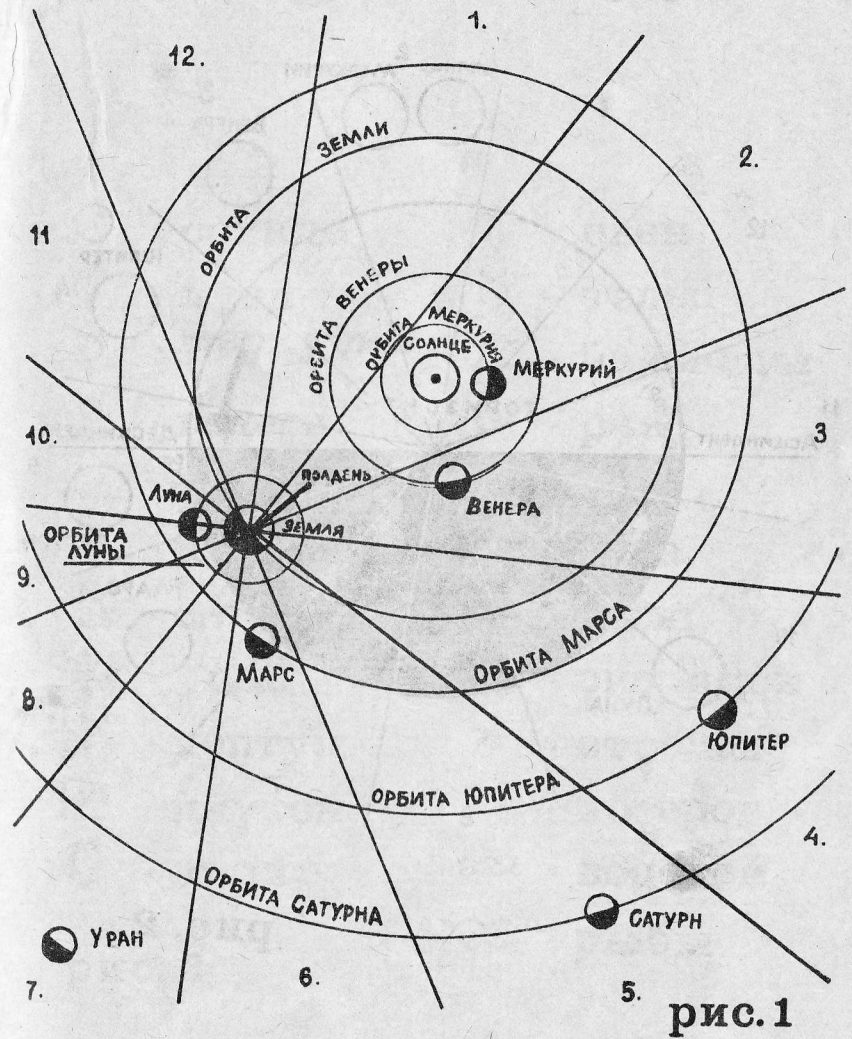 1.
12.
2.
ОРБИТА ЗЕМЛИ
11
ОРБИТА ВЕНЕРЫ
ОРБИТА МЕРКУРИЯ
СОЛНЦЕ
МЕРКУРИЙ
3
10.
ПОЛДЕНЬ
ЛУНА
ЗЕМЛЯ
ВЕНЕРА
ОРБИТА
ЛУНЫ
9.
МАРС
ОРБИТА МАРСА
8.
ЮПИТЕР
ОРБИТА ЮПИТЕРА
4.
ОРБИТА САТУРНА
САТУРН
УРАН
7.
6.
5.
рис.1